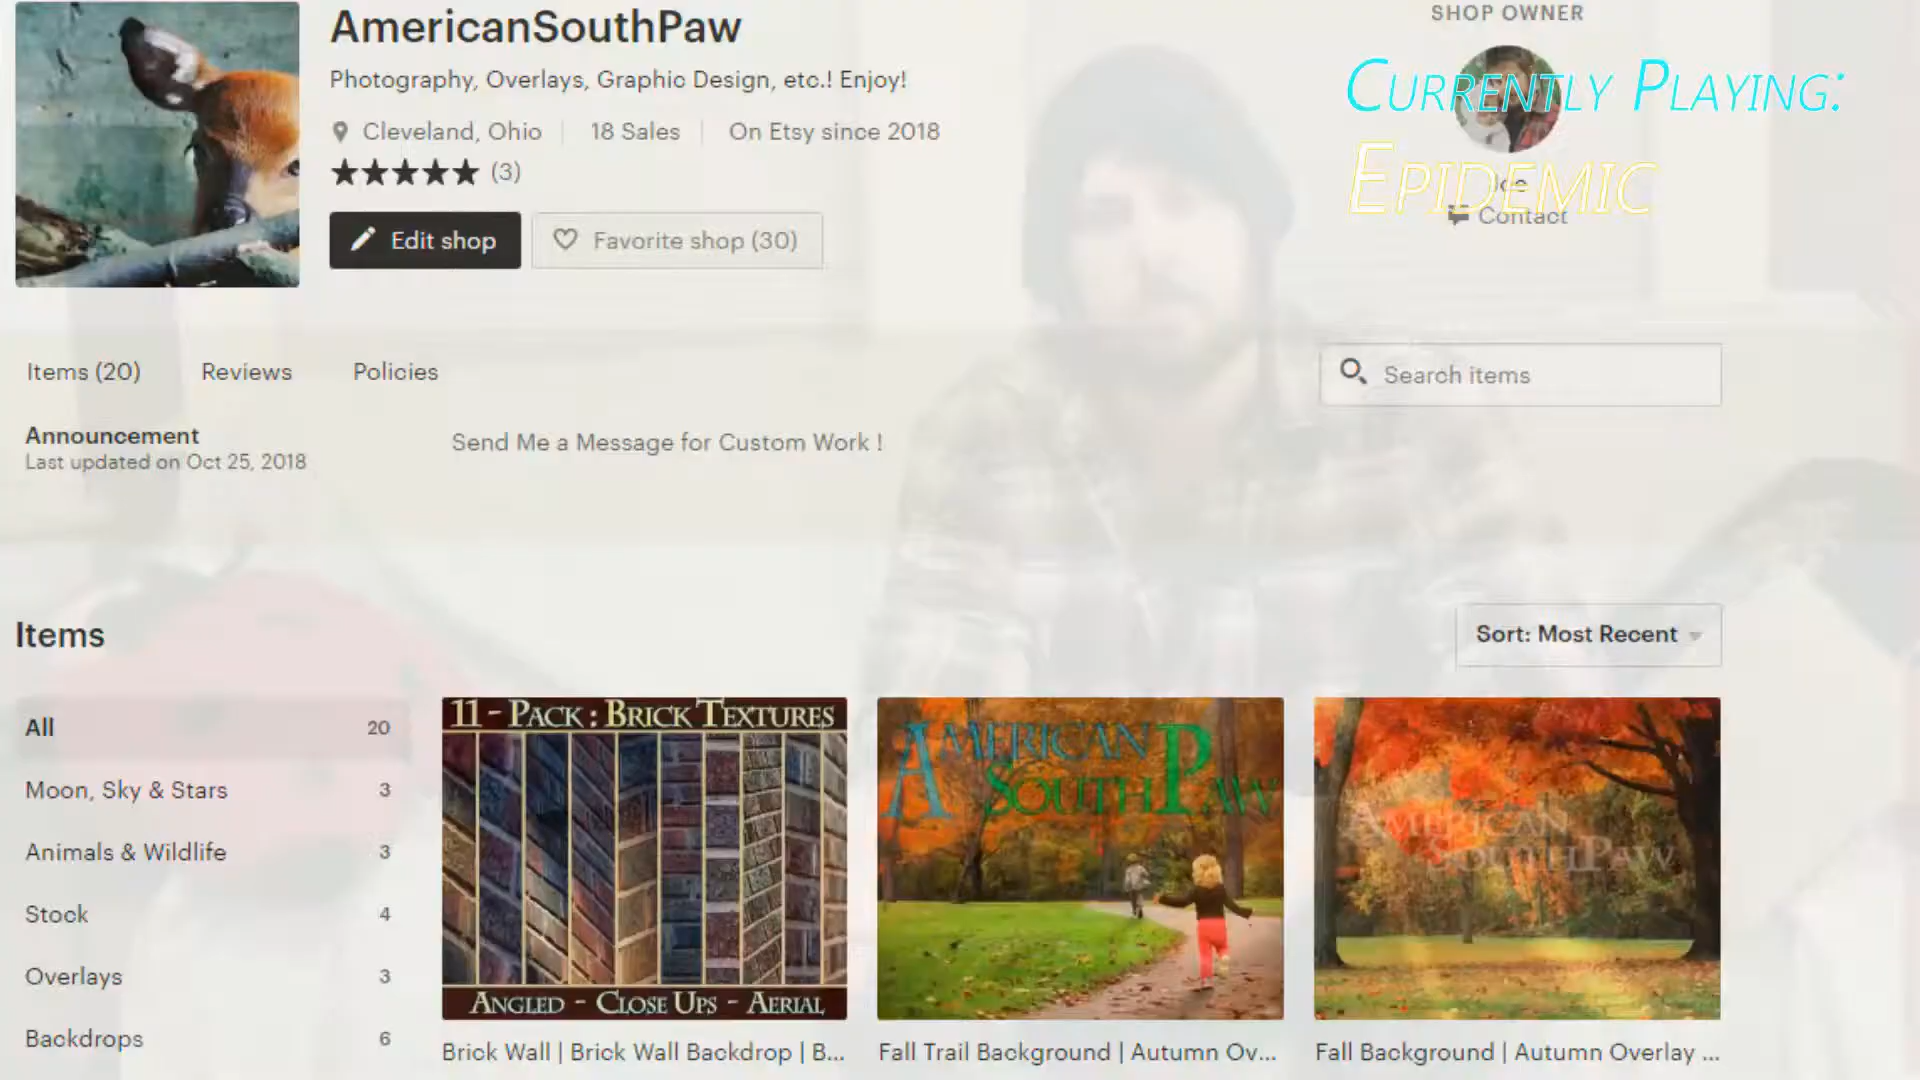 AmericanSouthPaw
Photography, Overlays, Graphic Design, etc.! Enjoy!
Cleveland, Ohio
18 Sales
On Etsy since 2018
(3)
Edit shop
Favorite shop (30)
SHOP OWNER
CURRENTLY PLAYING:
EPIDEMIC
Joe
Contact
Items (20)
Reviews
Policies
Search items
Announcement
Last updated on Oct 25, 2018
Send Me a Message for Custom Work !
Items
Sort: Most Recent
All 20
Moon, Sky & Stars 3
Animals & Wildlife 3
Stock 4
Overlays 3
Backdrops 6
11 - PACK : BRICK TEXTURES
ANGLED - CLOSE UPS - AERIAL
Brick Wall | Brick Wall Backdrop | B...
AMERICAN
SOUTHPAW
Fall Trail Background | Autumn Ov...
AMERICAN
SOUTHPAW
Fall Background | Autumn Overlay ...